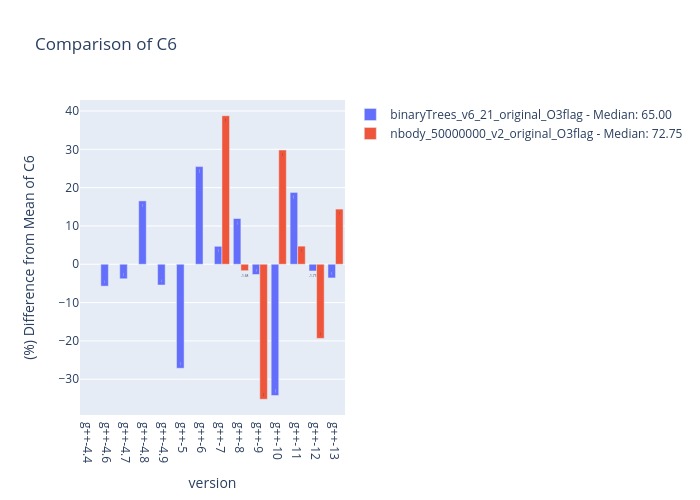 Comparison of C6
binaryTrees_v6_21_original_O3flag - Median: 65.00
nbody_50000000_v2_original_O3flag - Median: 72.75
(%) Difference from Mean of C6
40
30
20
10
0
−10
−20
−30
g++-4.4
g++-4.6
g++-4.7
g++-4.8
g++-4.9
g++-5
g++-6
g++-7
g++-8
g++-9
g++-10
g++-11
g++-12
g++-13
version